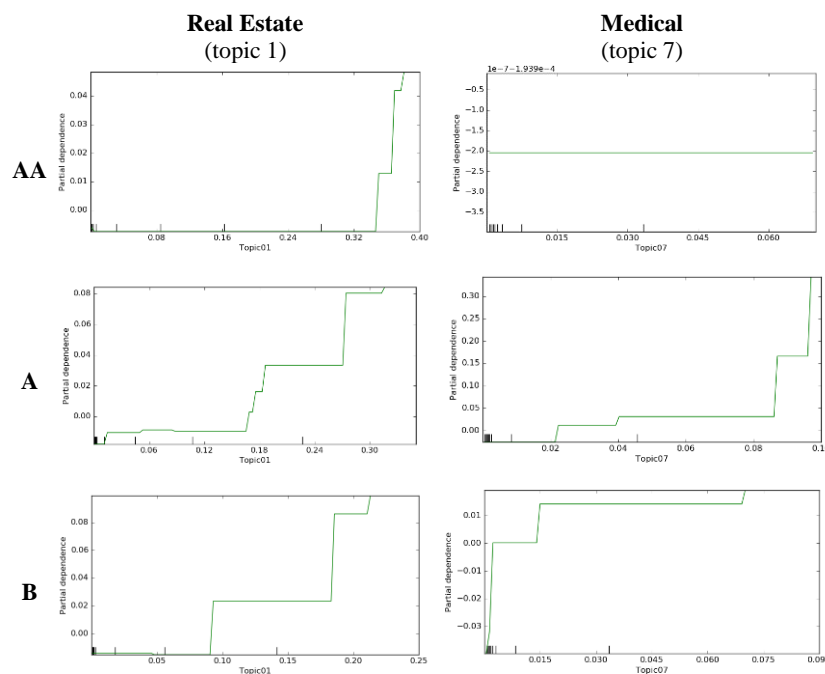 Real Estate
(topic 1)
Medical
(topic 7)
AA
Partial dependence
0.04
0.03
0.02
0.01
0.00
0.08 0.16 0.24 0.32 0.40
Topic01
1e−7−1.939e−4
Partial dependence
−0.5
−1.0
−1.5
−2.0
−2.5
−3.0
−3.5
0.015 0.030 0.045 0.060
Topic07
A
Partial dependence
0.08
0.06
0.04
0.02
0.00
0.06 0.12 0.18 0.24 0.30
Topic01
Partial dependence
0.30
0.25
0.20
0.15
0.10
0.05
0.00
0.02 0.04 0.06 0.08 0.1
Topic07
B
Partial dependence
0.08
0.06
0.04
0.02
0.00
0.05 0.10 0.15 0.20 0.25
Topic01
Partial dependence
0.01
0.00
−0.01
−0.02
−0.03
0.015 0.030 0.045 0.060 0.075 0.09
Topic07